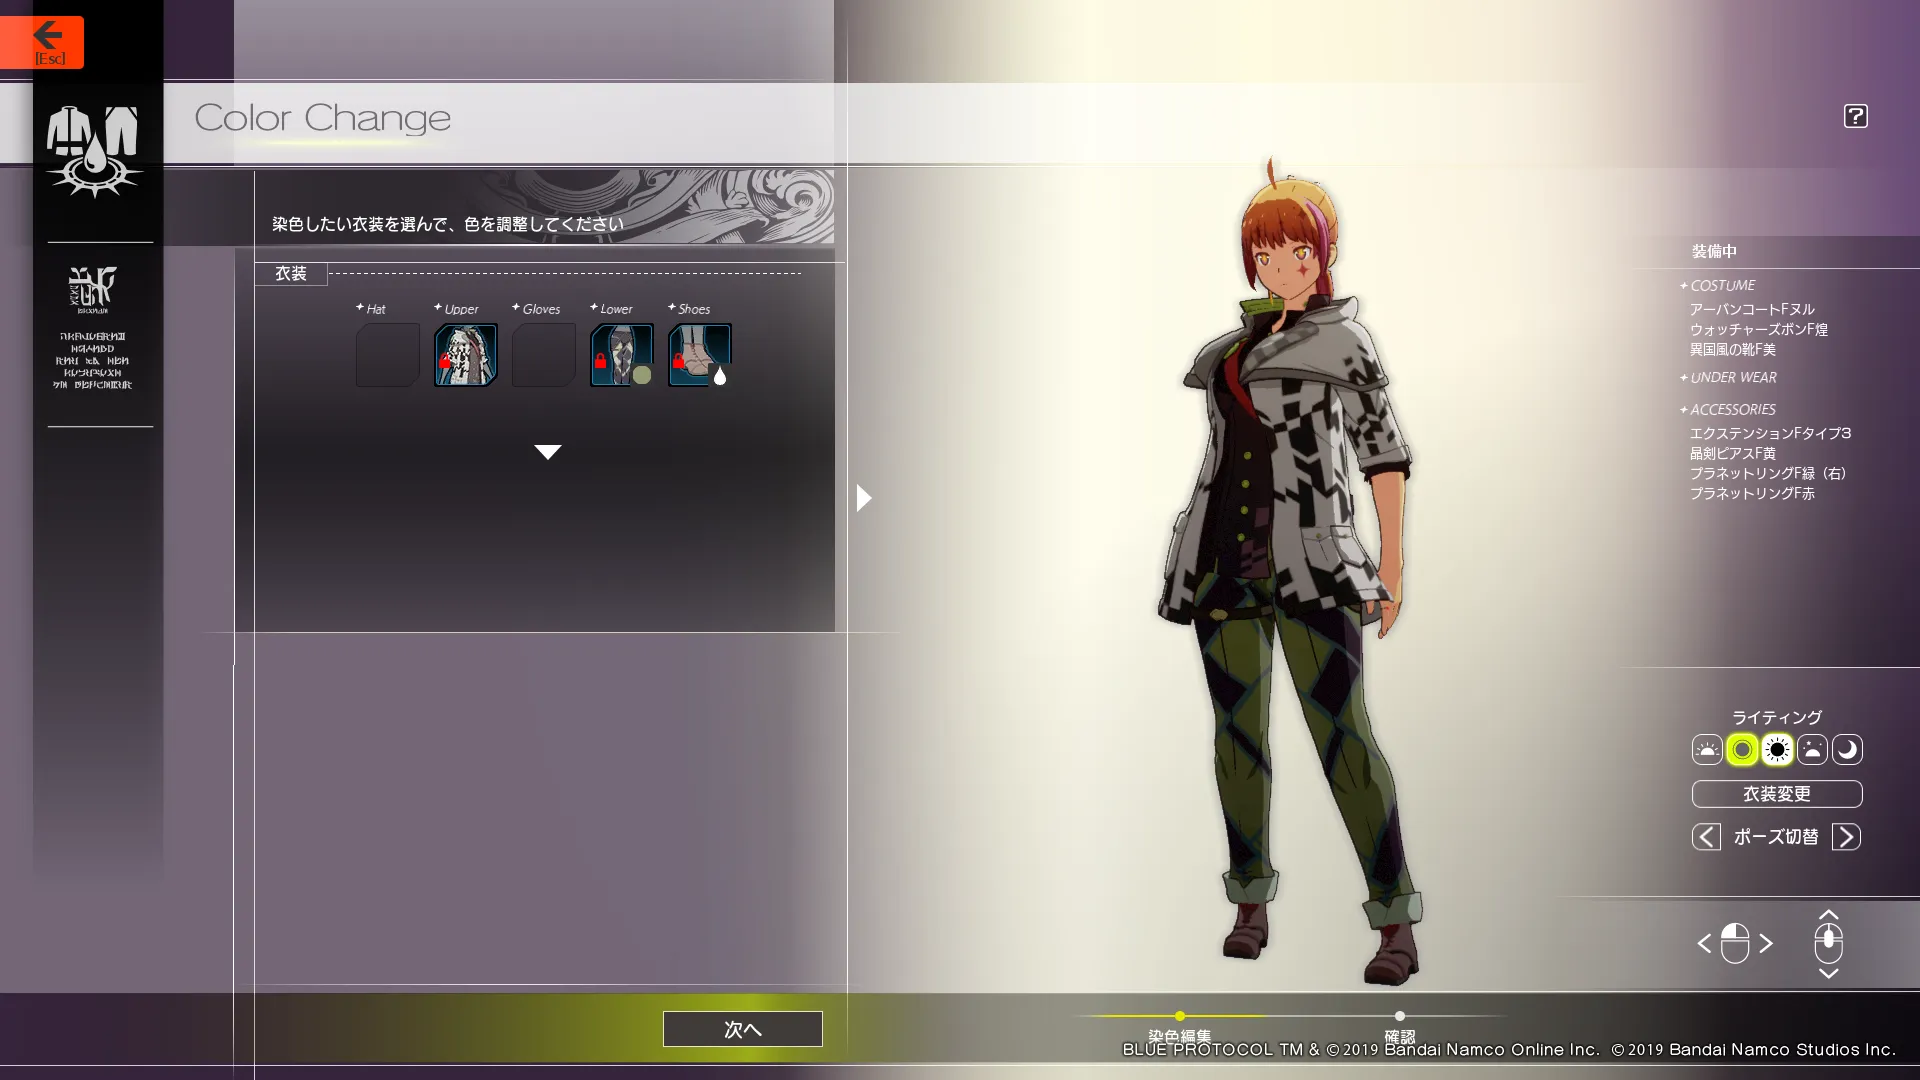 [Esc]
Color Change
?
染色したい衣装を選んで、色を調整してください
衣装
Hat
Upper
Gloves
Lower
Shoes
装備中
COSTUME
アーバンコートFヌル
ウォッチャーズボンF煌
異国風の靴F美
UNDER WEAR
ACCESSORIES
エクステンションFタイプ3
晶剣ピアスF黄
プラネットリングF緑（右）
プラネットリングF赤
ライティング
衣装変更
ポーズ切替
次へ
染色編集
確認
BLUE PROTOCOL TM & ©2019 Bandai Namco Online Inc. ©2019 Bandai Namco Studios Inc.